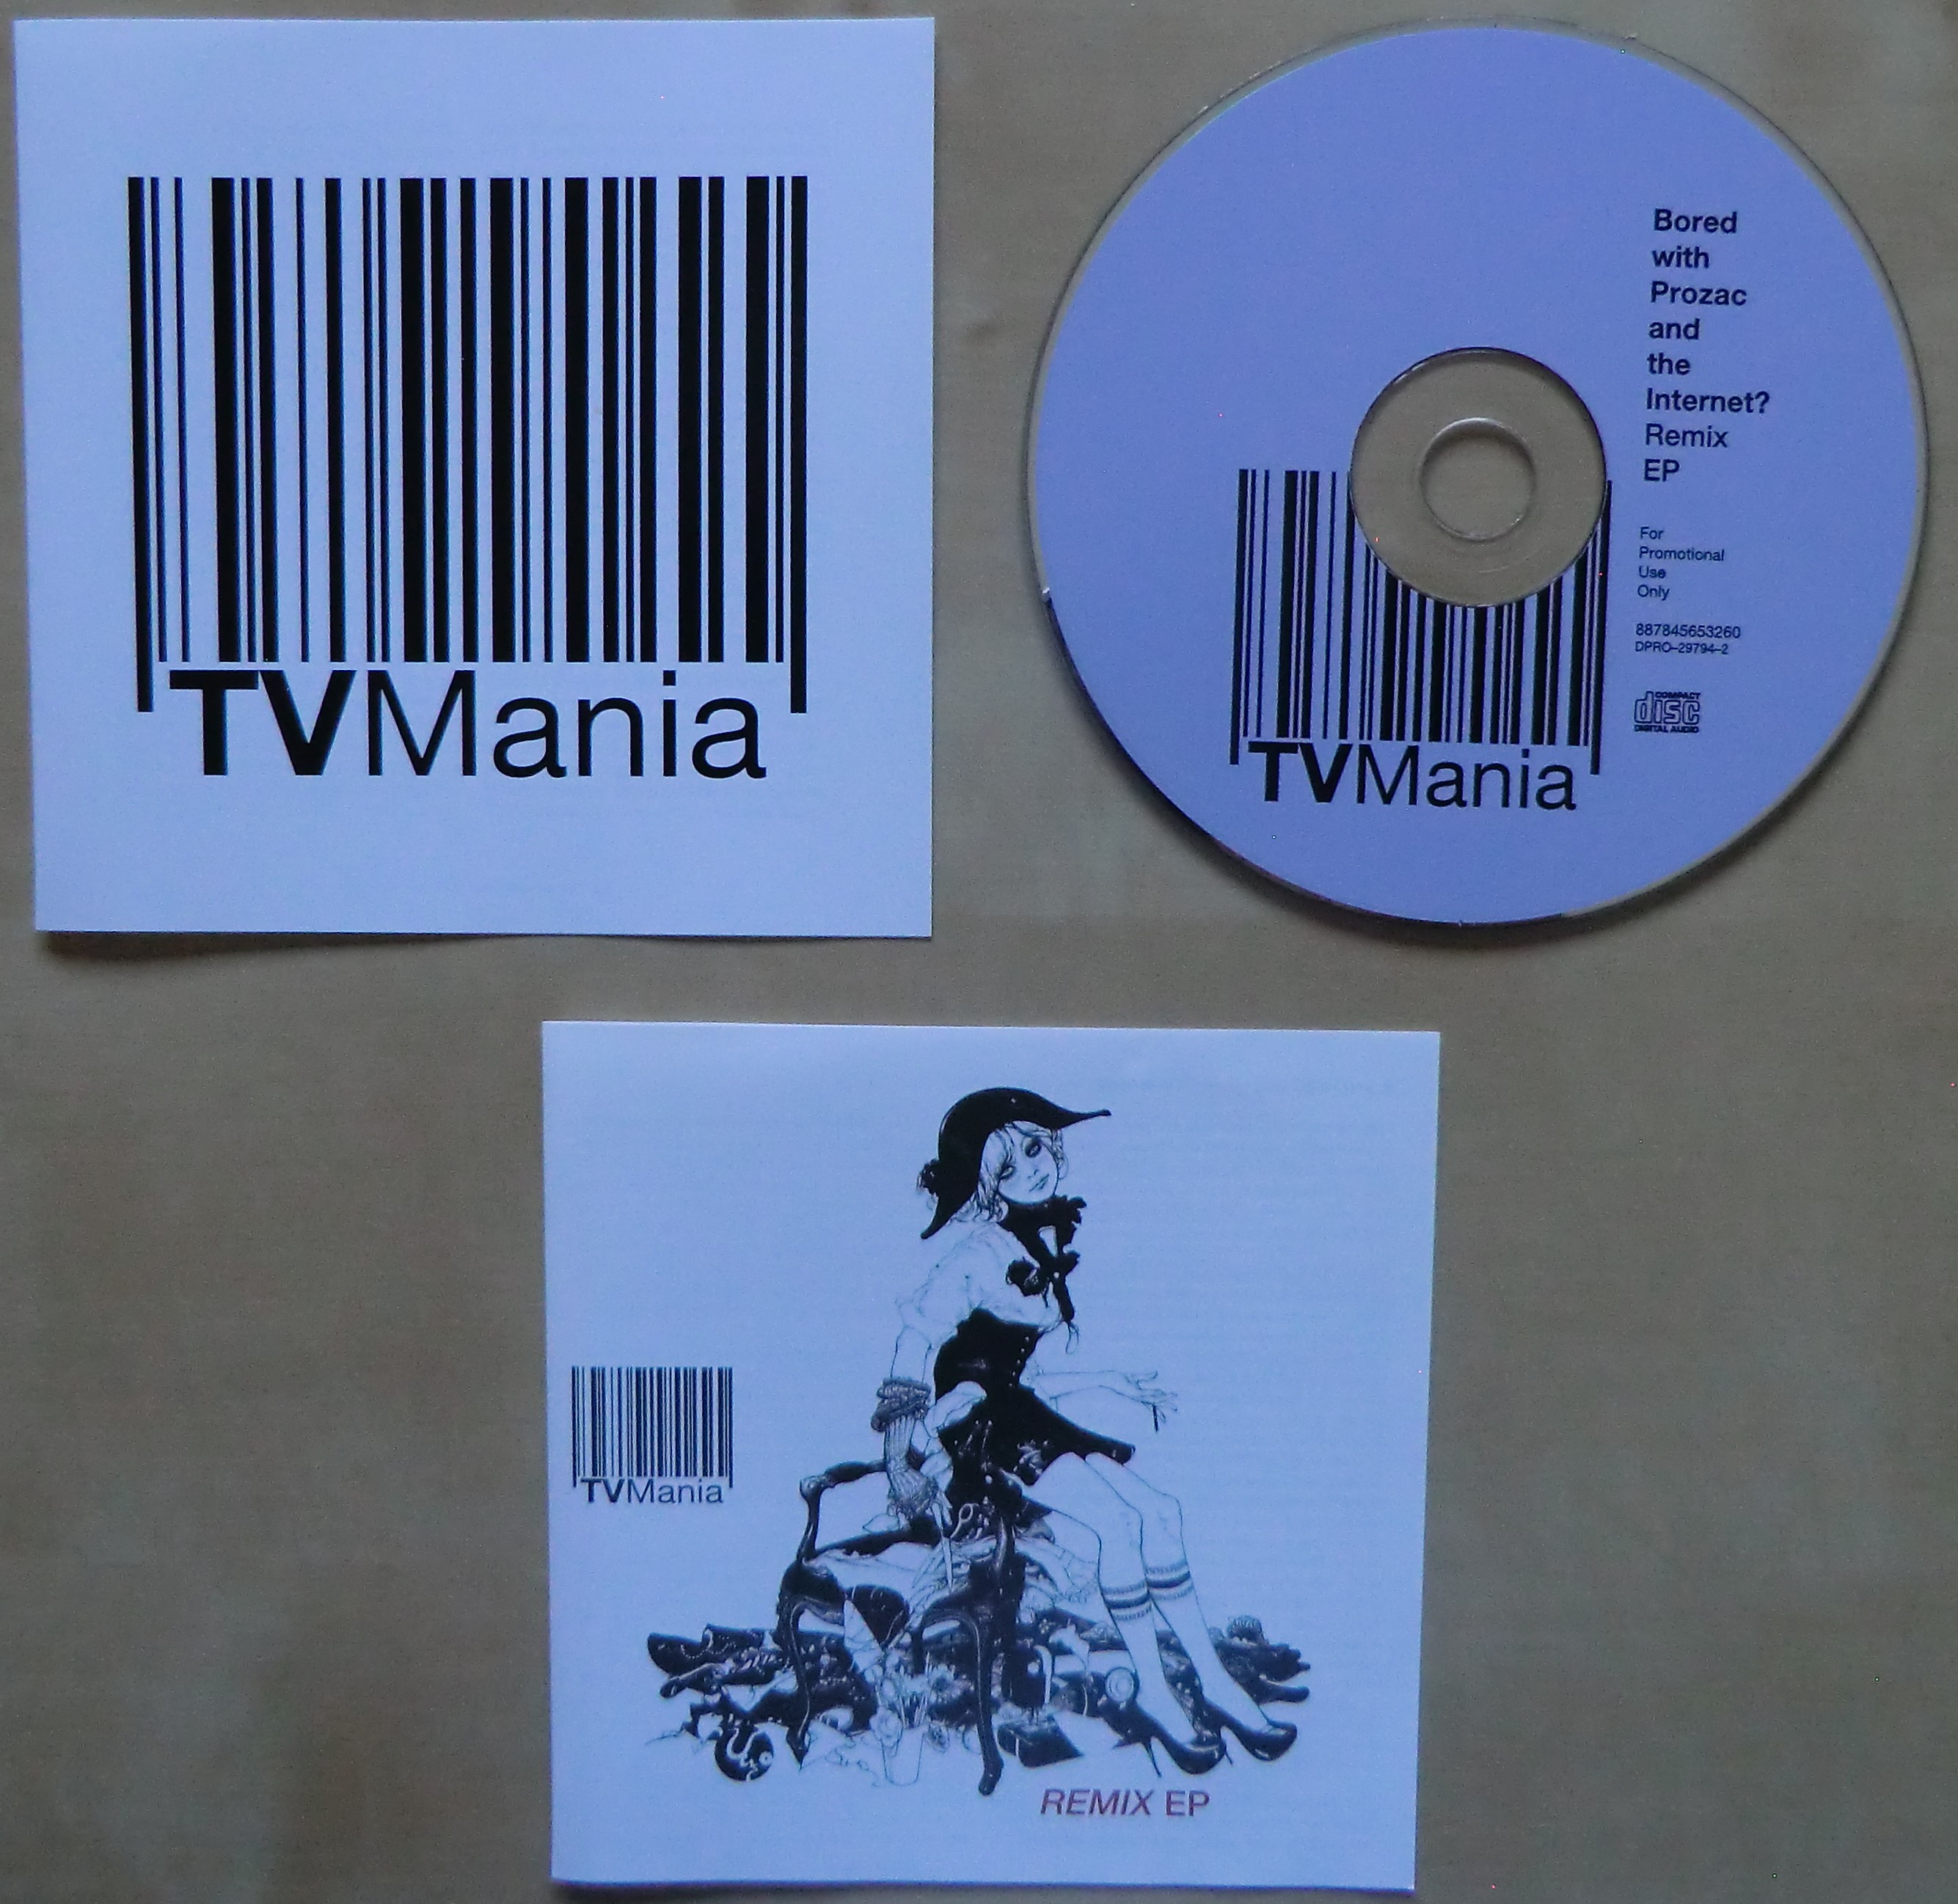 TVMania
Bored
with
Prozac
and
the
Internet?
Remix
EP
For
Promotional
Use
Only
887845653260
DPRO-29794-2
COMPACT
disc
DIGITAL AUDIO
TVMania
TVMania
REMIX EP